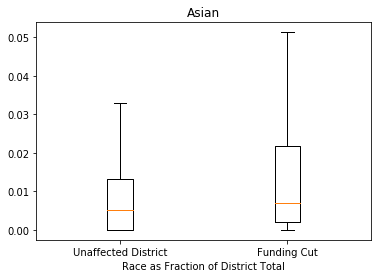 Asian
0.05
0.04
0.03
0.02
0.01
0.00
Unaffected District
Funding Cut
Race as Fraction of District Total